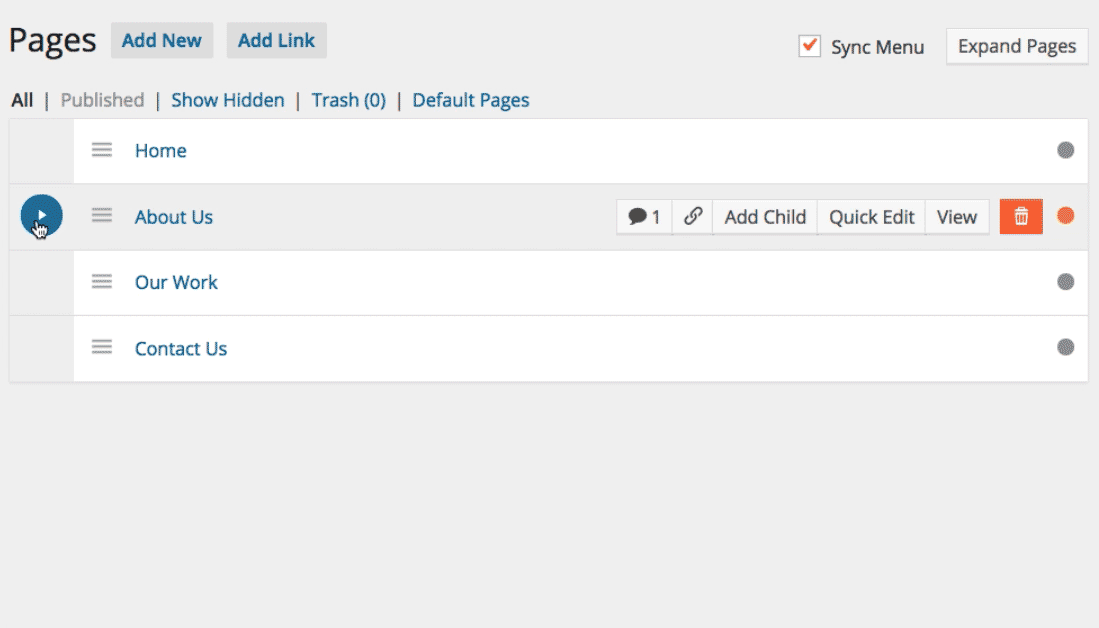 Pages Add New Add Link Sync Menu Expand Pages
All | Published | Show Hidden | Trash (0) | Default Pages
Home
About Us 1 Add Child Quick Edit View
Our Work
Contact Us